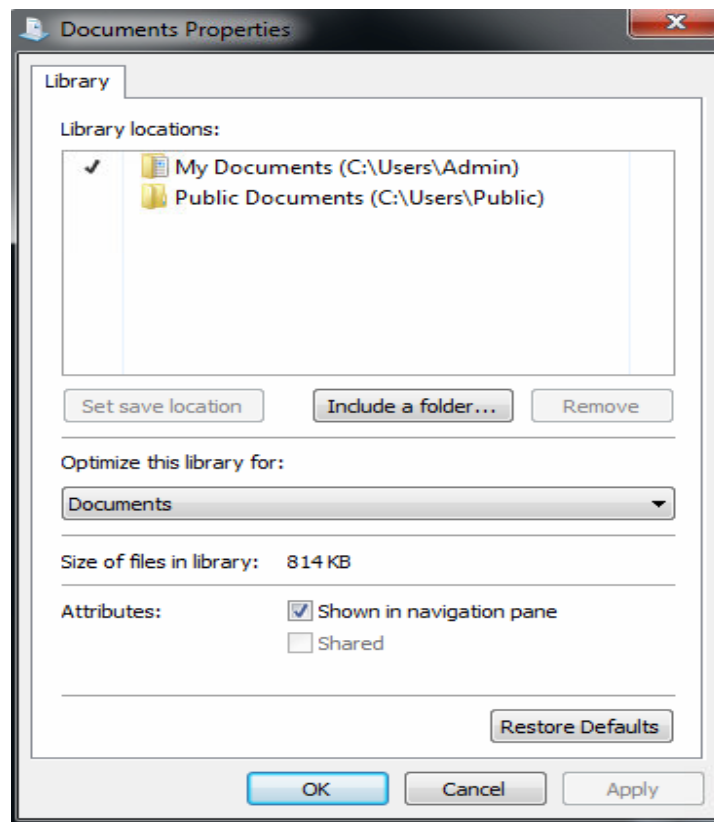 Documents Properties
Library
Library locations:
My Documents (C:\Users\Admin)
Public Documents (C:\Users\Public)
Set save location Include a folder... Remove
Optimize this library for:
Documents
Size of files in library: 814 KB
Attributes: Shown in navigation pane
Shared
Restore Defaults
OK Cancel Apply